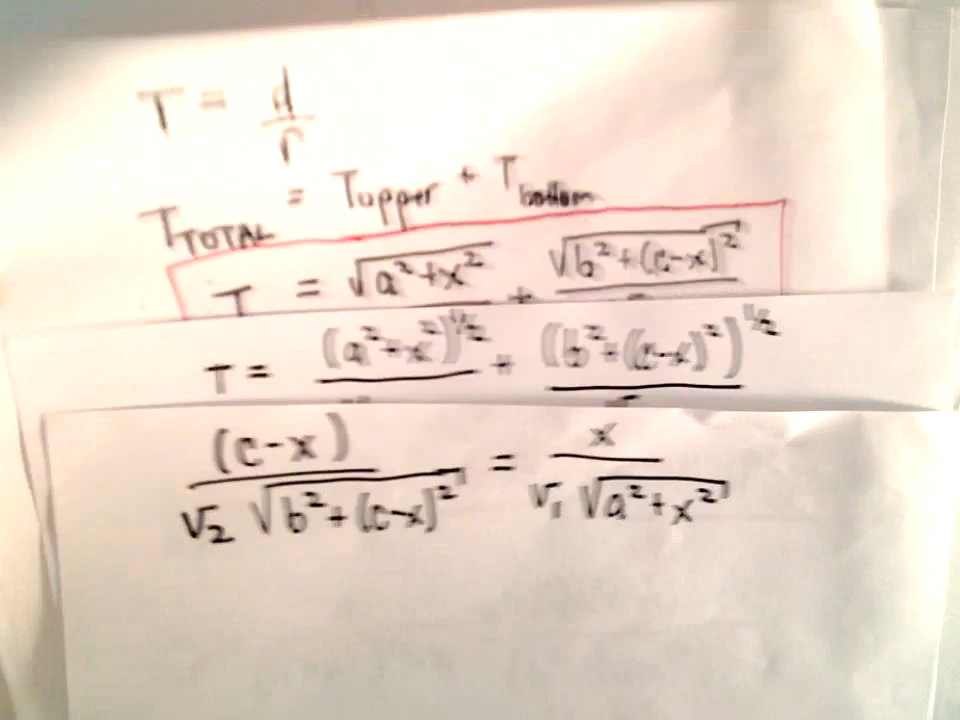 T = d/r
T_TOTAL = T_upper + T_bottom
T = √(a²+x²) + √(b²+(c-x)²)
T = (a²+x²)^½ + (b²+(c-x)²)^½
(c-x)/(v₂ √(b²+(c-x)²)) = x/(v₁ √(a²+x²))